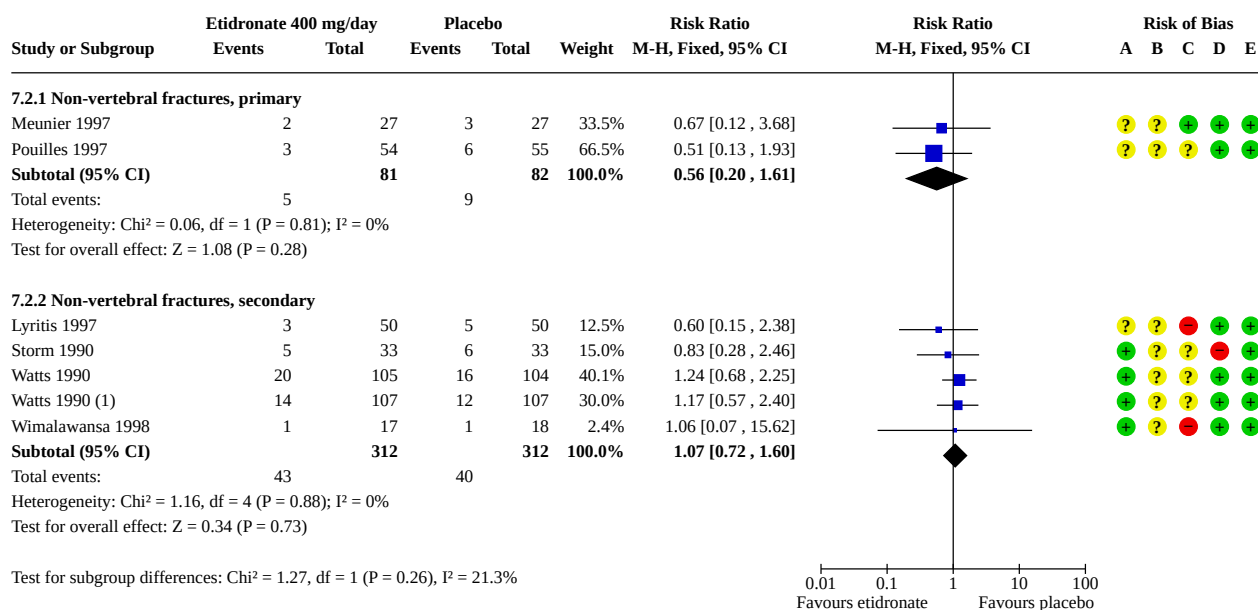 Etidronate 400 mg/day Placebo Risk Ratio Risk Ratio Risk of Bias
Study or Subgroup Events Total Events Total Weight M-H, Fixed, 95% CI M-H, Fixed, 95% CI A B C D E
7.2.1 Non-vertebral fractures, primary
Meunier 1997 2 27 3 27 33.5% 0.67 [0.12 , 3.68] ? ? + + +
Pouilles 1997 3 54 6 55 66.5% 0.51 [0.13 , 1.93] ? ? ? + +
Subtotal (95% CI) 81 82 100.0% 0.56 [0.20 , 1.61]
Total events: 5 9
Heterogeneity: Chi² = 0.06, df = 1 (P = 0.81); I² = 0%
Test for overall effect: Z = 1.08 (P = 0.28)
7.2.2 Non-vertebral fractures, secondary
Lyritis 1997 3 50 5 50 12.5% 0.60 [0.15 , 2.38] ? ? − + +
Storm 1990 5 33 6 33 15.0% 0.83 [0.28 , 2.46] + ? ? − +
Watts 1990 20 105 16 104 40.1% 1.24 [0.68 , 2.25] + ? ? + +
Watts 1990 (1) 14 107 12 107 30.0% 1.17 [0.57 , 2.40] + ? ? + +
Wimalawansa 1998 1 17 1 18 2.4% 1.06 [0.07 , 15.62] + ? − + +
Subtotal (95% CI) 312 312 100.0% 1.07 [0.72 , 1.60]
Total events: 43 40
Heterogeneity: Chi² = 1.16, df = 4 (P = 0.88); I² = 0%
Test for overall effect: Z = 0.34 (P = 0.73)
Test for subgroup differences: Chi² = 1.27, df = 1 (P = 0.26), I² = 21.3%
0.01 0.1 1 10 100
Favours etidronate Favours placebo